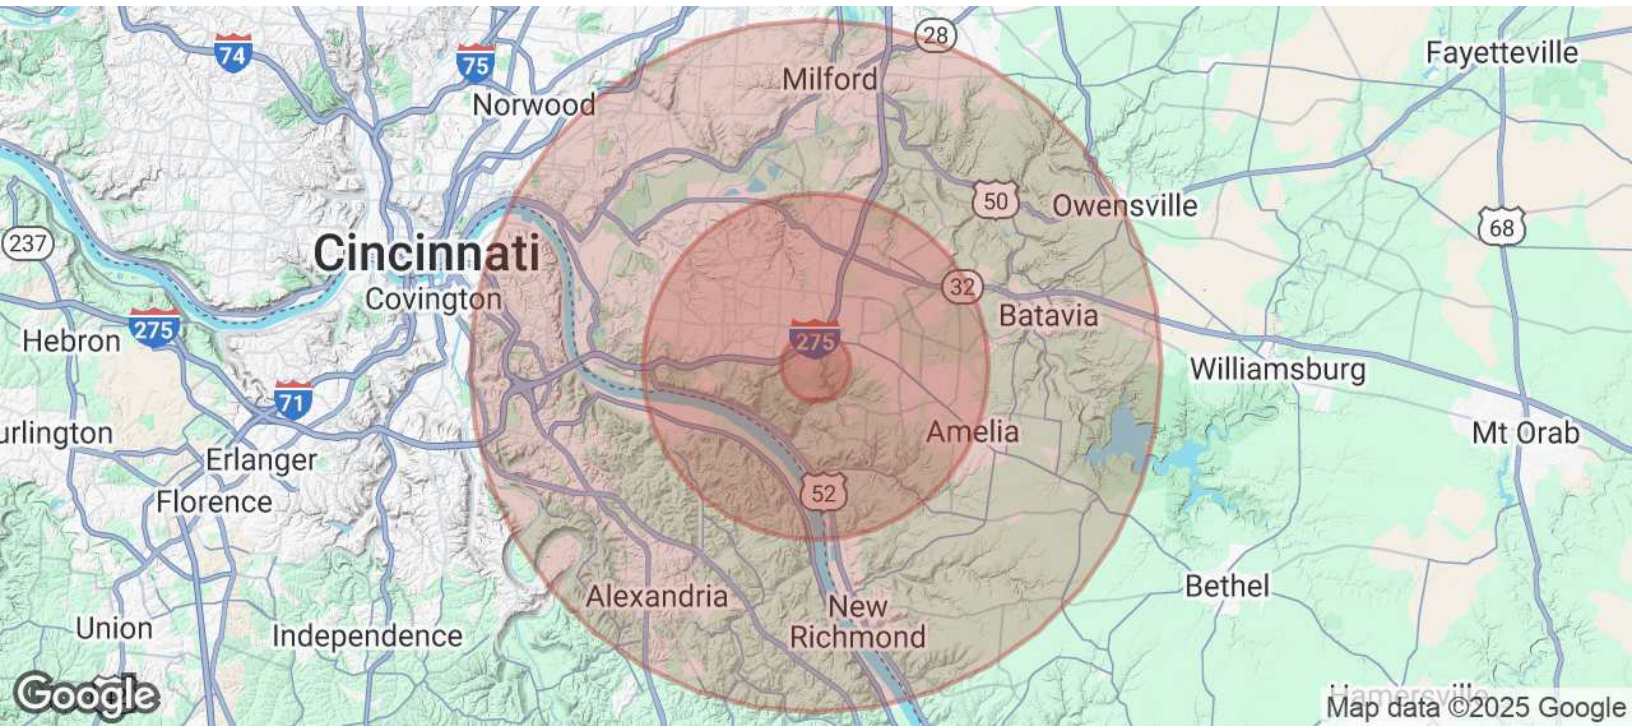 28
Fayetteville
74
75
Milford
Norwood
50
Owensville
68
237
Cincinnati
32
Covington
Batavia
275
Hebron
275
Williamsburg
71
urlington
Amelia
Mt Orab
Erlanger
Florence
52
Bethel
Alexandria
New
Richmond
Union
Independence
Hamersville
Google
Map data ©2025 Google